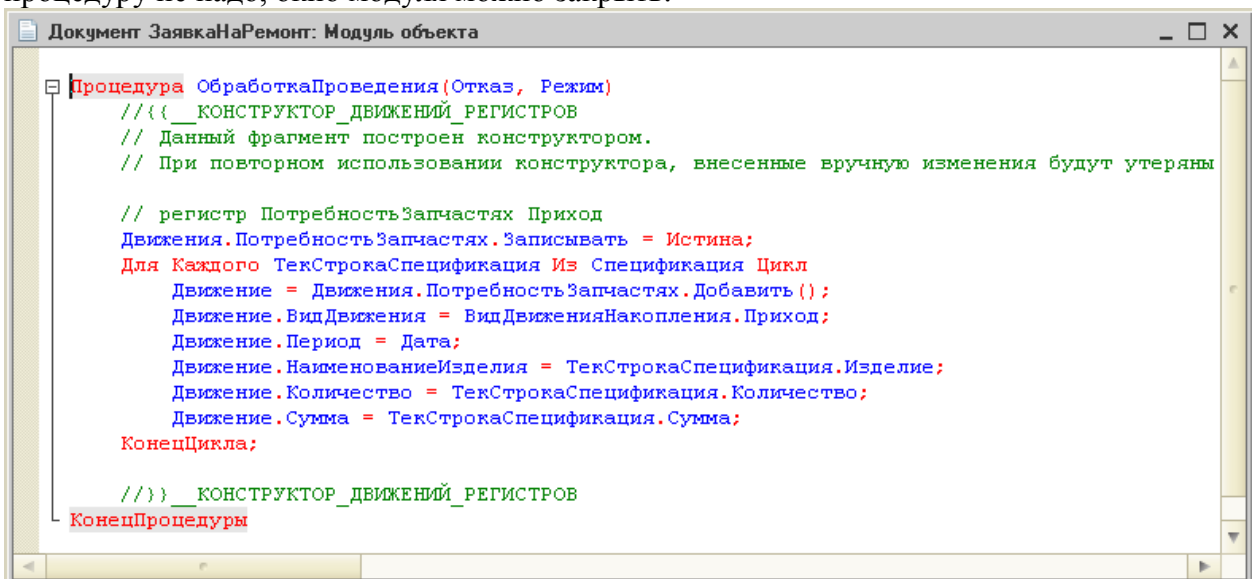 процедуру не надо, окно модуля можно закрыть.
Документ ЗаявкаНаРемонт: Модуль объекта
Процедура ОбработкаПроведения(Отказ, Режим)
//{{__КОНСТРУКТОР_ДВИЖЕНИЙ_РЕГИСТРОВ
// Данный фрагмент построен конструктором.
// При повторном использовании конструктора, внесенные вручную изменения будут утеряны
// регистр ПотребностьЗапчастях Приход
Движения.ПотребностьЗапчастях.Записывать = Истина;
Для Каждого ТекСтрокаСпецификация Из Спецификация Цикл
Движение = Движения.ПотребностьЗапчастях.Добавить();
Движение.ВидДвижения = ВидДвиженияНакопления.Приход;
Движение.Период = Дата;
Движение.НаименованиеИзделия = ТекСтрокаСпецификация.Изделие;
Движение.Количество = ТекСтрокаСпецификация.Количество;
Движение.Сумма = ТекСтрокаСпецификация.Сумма;
КонецЦикла;
//}}__КОНСТРУКТОР_ДВИЖЕНИЙ_РЕГИСТРОВ
КонецПроцедуры